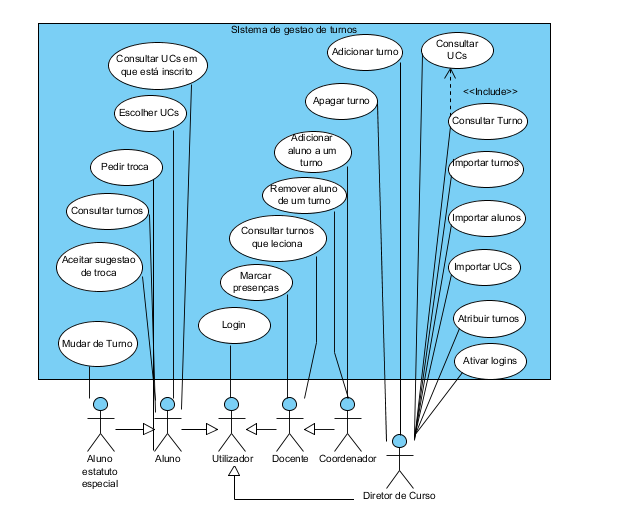 SIstema de gestao de turnos
Consultar UCs em
que está inscrito
Adicionar turno
Consultar
UCs
<<Include>>
Escolher UCs
Apagar turno
Consultar Turno
Adicionar
aluno a um
turno
Pedir troca
Importar turnos
Remover aluno
de um turno
Consultar turnos
Importar alunos
Consultar turnos
que leciona
Aceitar sugestao
de troca
Importar UCs
Marcar
presenças
Login
Atribuir turnos
Mudar de Turno
Ativar logins
Aluno
estatuto
especial
Aluno
Utilizador
Docente
Coordenador
Diretor de Curso